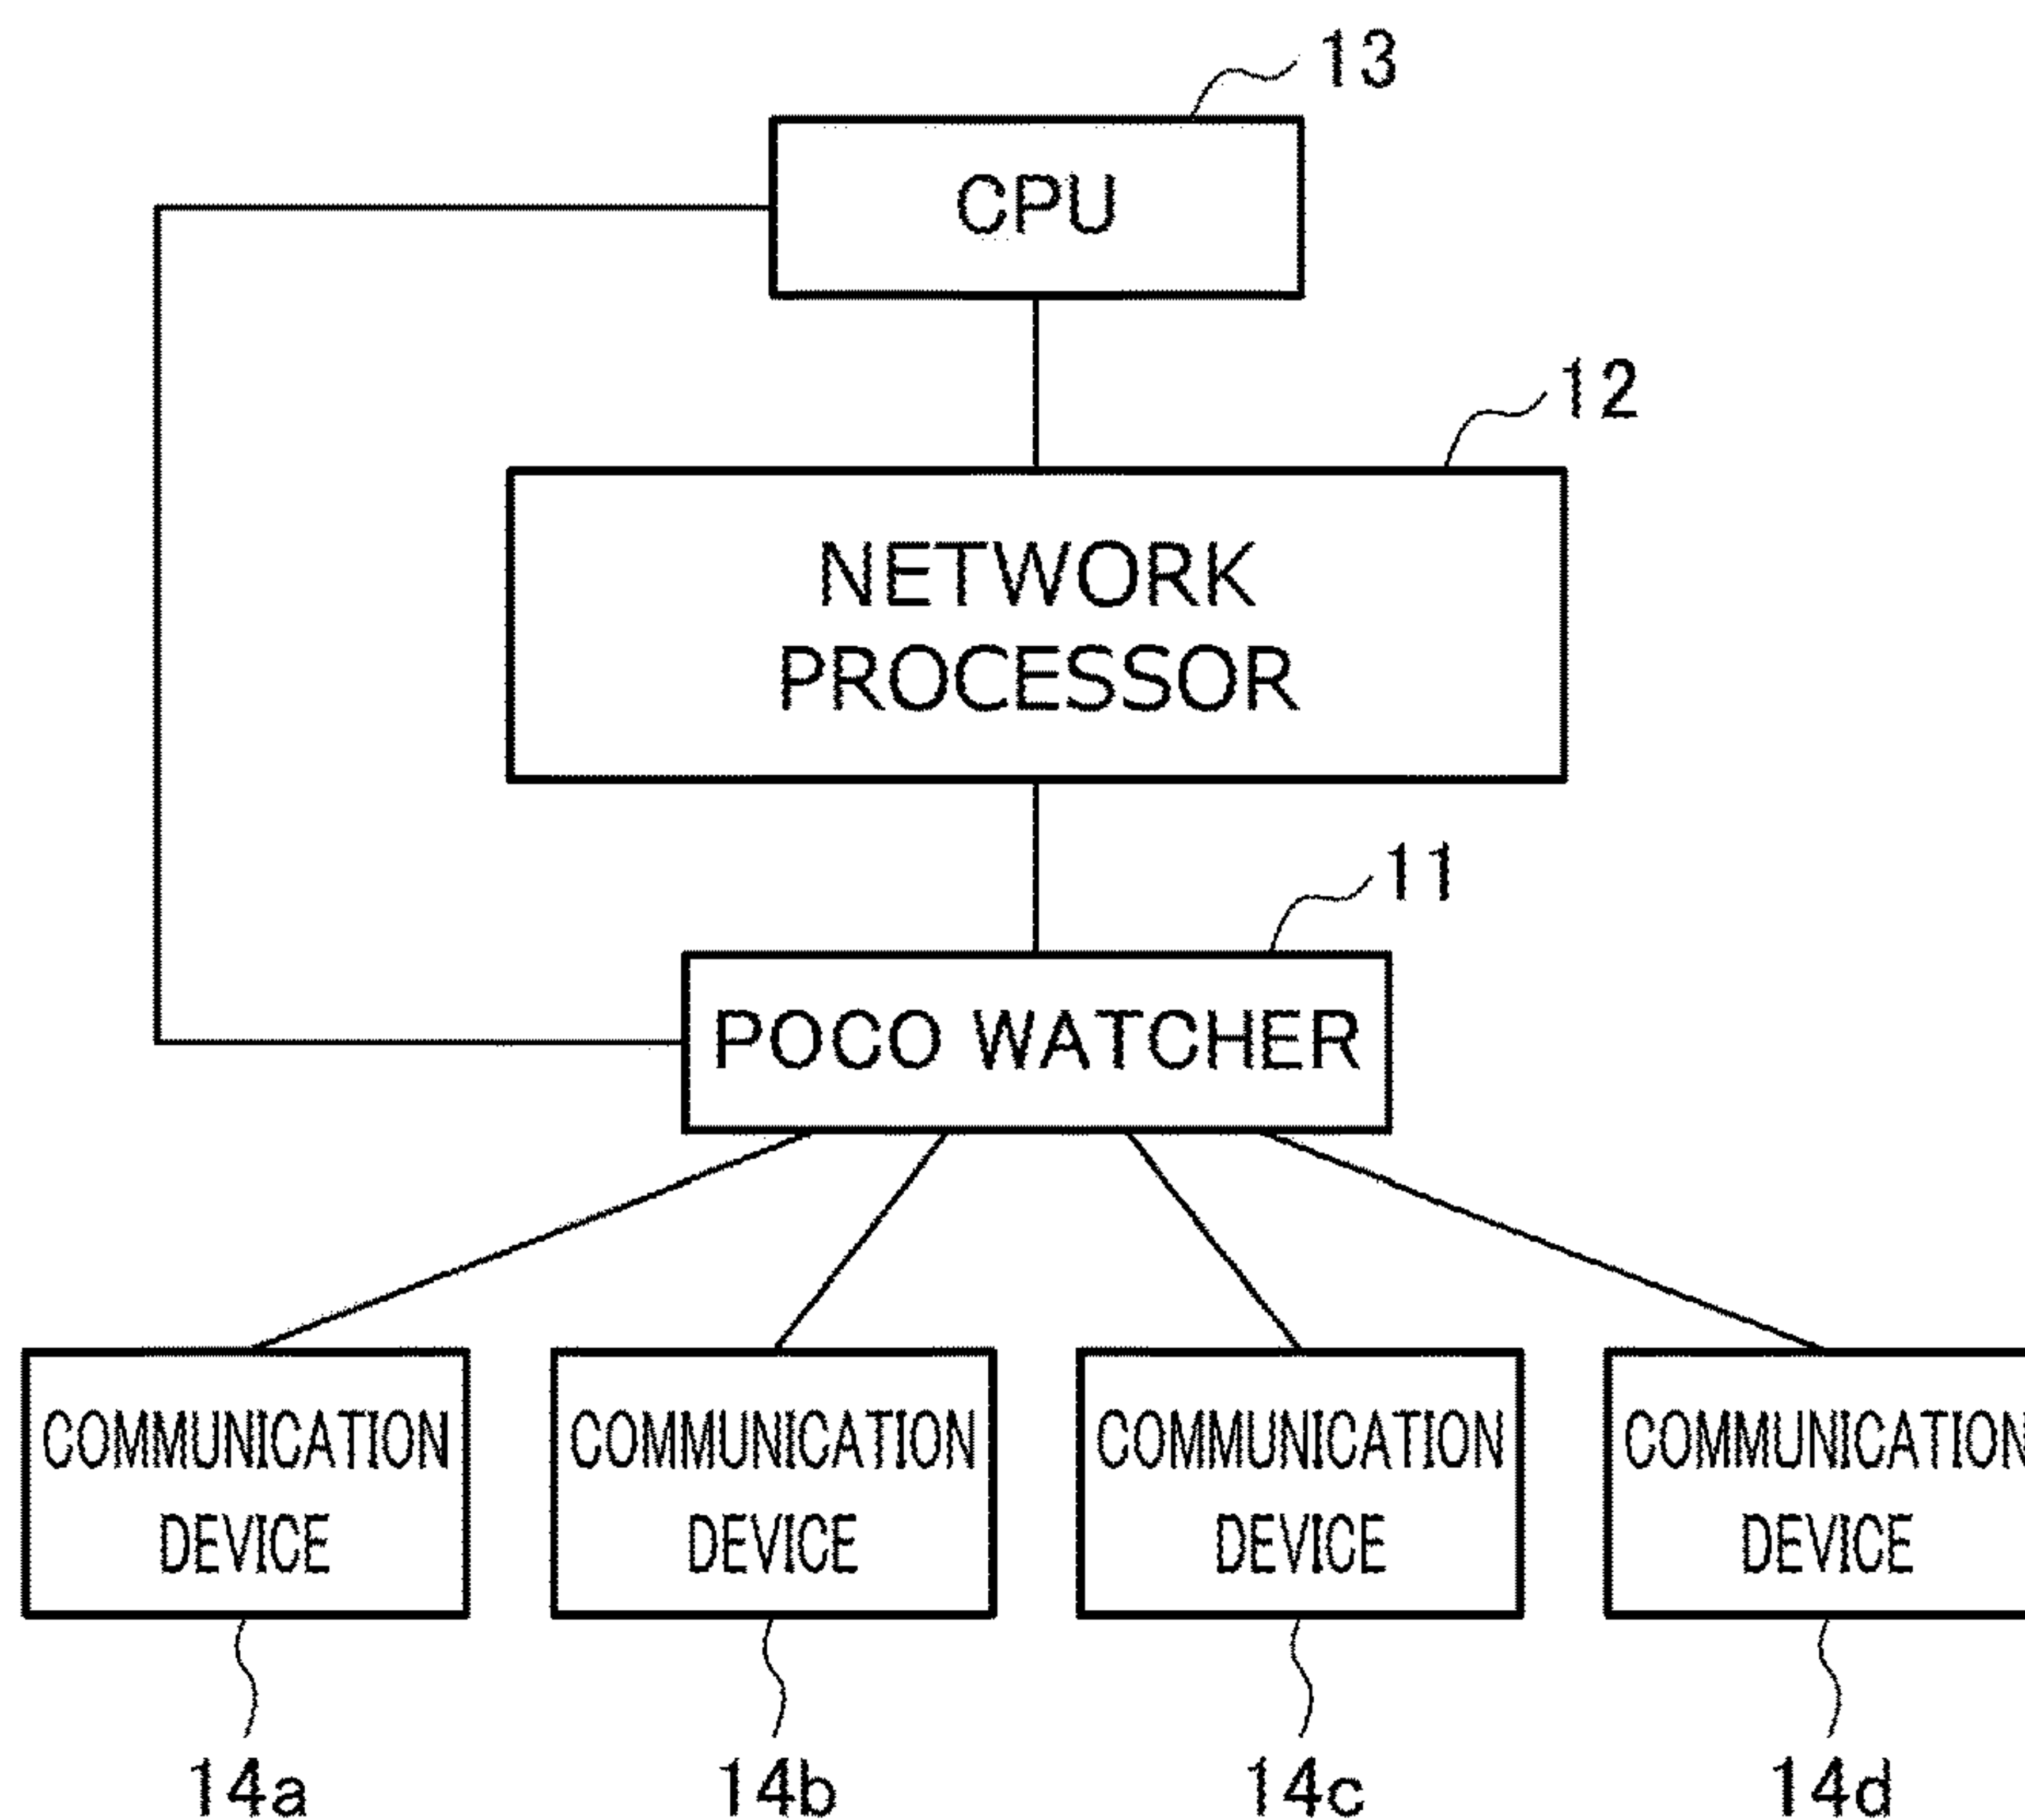 13
CPU
12
NETWORK
PROCESSOR
11
POCO WATCHER
COMMUNICATION
DEVICE
COMMUNICATION
DEVICE
COMMUNICATION
DEVICE
COMMUNICATION
DEVICE
14a
14b
14c
14d